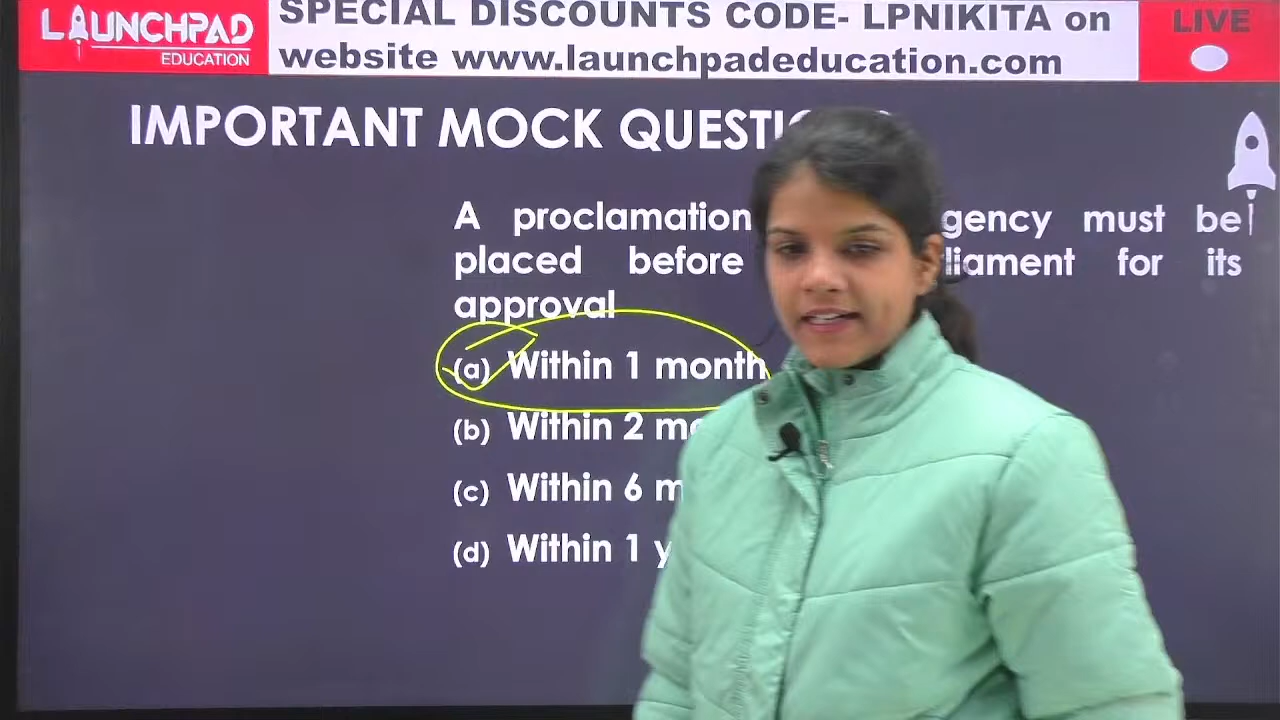 LAUNCHPAD
EDUCATION
SPECIAL DISCOUNTS CODE- LPNIKITA on
website www.launchpadeducation.com
LIVE
IMPORTANT MOCK
A proclamation must be
placed before for its
approval
(a) Within 1 month
(b) Within 2
(c) Within 6
(d) Within 1